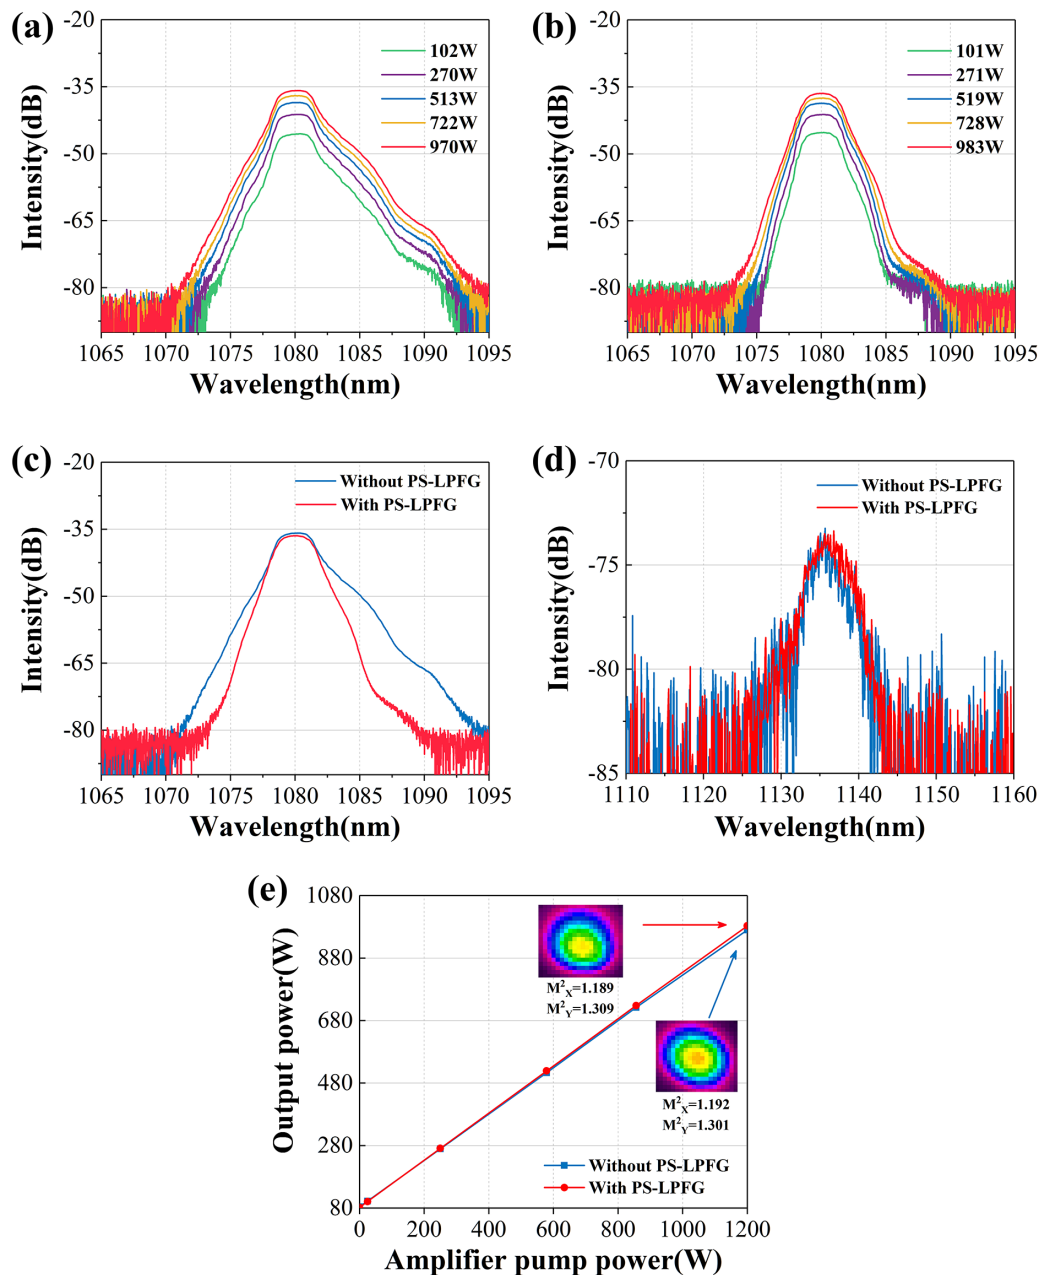 (a)
-20
-35
-50
-65
-80
Intensity(dB)
102W
270W
513W
722W
970W
1065 1070 1075 1080 1085 1090 1095
Wavelength(nm)
(b)
-20
-35
-50
-65
-80
Intensity(dB)
101W
271W
519W
728W
983W
1065 1070 1075 1080 1085 1090 1095
Wavelength(nm)
(c)
-20
-35
-50
-65
-80
Intensity(dB)
Without PS-LPFG
With PS-LPFG
1065 1070 1075 1080 1085 1090 1095
Wavelength(nm)
(d)
-70
-75
-80
-85
Intensity(dB)
Without PS-LPFG
With PS-LPFG
1110 1120 1130 1140 1150 1160
Wavelength(nm)
(e)
1080
880
680
480
280
80
Output power(W)
M²X=1.189
M²Y=1.309
M²X=1.192
M²Y=1.301
Without PS-LPFG
With PS-LPFG
0 200 400 600 800 1000 1200
Amplifier pump power(W)